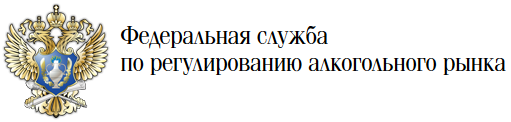 Федеральная служба
по регулированию алкогольного рынка